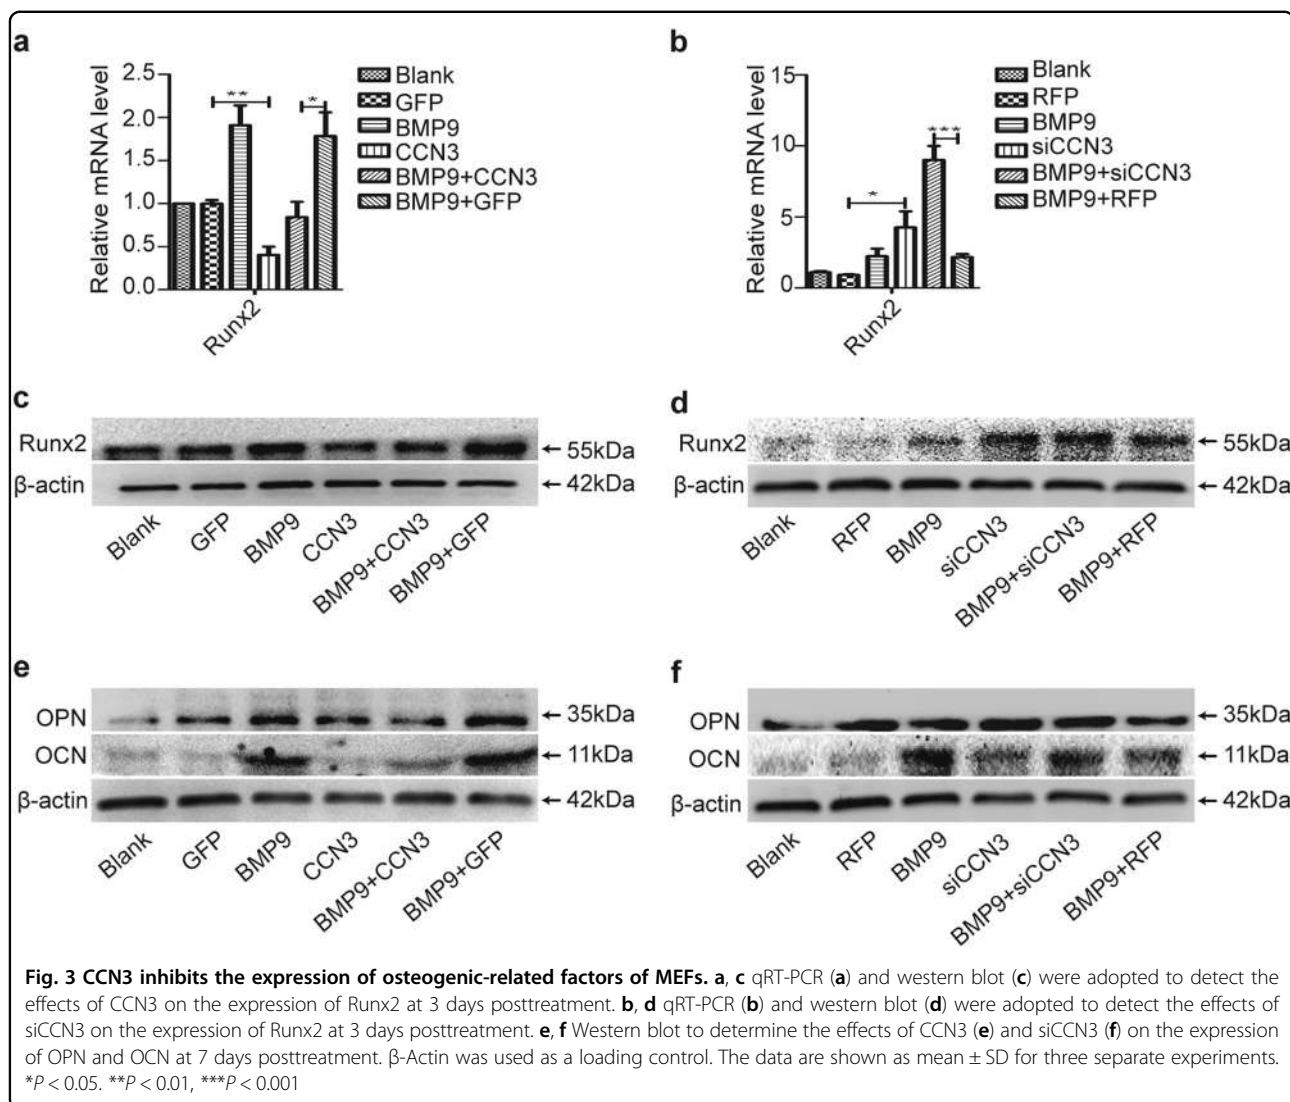 a
Relative mRNA level
2.5
2.0
1.5
1.0
0.5
0.0
**
*
Runx2
Blank
GFP
BMP9
CCN3
BMP9+CCN3
BMP9+GFP
b
Relative mRNA level
15
10
5
0
*
***
Runx2
Blank
RFP
BMP9
siCCN3
BMP9+siCCN3
BMP9+RFP
c
Runx2 ←55kDa
β-actin ←42kDa
Blank GFP BMP9 CCN3 BMP9+CCN3 BMP9+GFP
d
Runx2 ←55kDa
β-actin ←42kDa
Blank RFP BMP9 siCCN3 BMP9+siCCN3 BMP9+RFP
e
OPN ←35kDa
OCN ←11kDa
β-actin ←42kDa
Blank GFP BMP9 CCN3 BMP9+CCN3 BMP9+GFP
f
OPN ←35kDa
OCN ←11kDa
β-actin ←42kDa
Blank RFP BMP9 siCCN3 BMP9+siCCN3 BMP9+RFP
Fig. 3 CCN3 inhibits the expression of osteogenic-related factors of MEFs. a, c qRT-PCR (a) and western blot (c) were adopted to detect the
effects of CCN3 on the expression of Runx2 at 3 days posttreatment. b, d qRT-PCR (b) and western blot (d) were adopted to detect the effects of
siCCN3 on the expression of Runx2 at 3 days posttreatment. e, f Western blot to determine the effects of CCN3 (e) and siCCN3 (f) on the expression
of OPN and OCN at 7 days posttreatment. β-Actin was used as a loading control. The data are shown as mean ± SD for three separate experiments.
*P < 0.05. **P < 0.01, ***P < 0.001